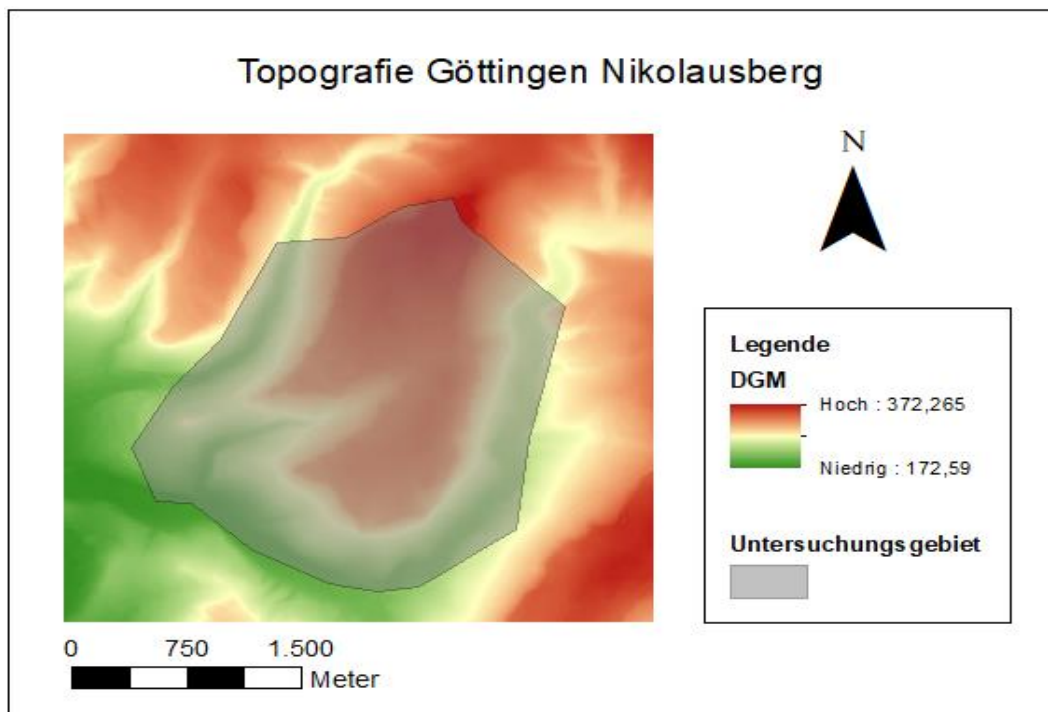 Topografie Göttingen Nikolausberg
N
Legende
DGM
Hoch : 372,265
Niedrig : 172,59
Untersuchungsgebiet
0 750 1.500
Meter